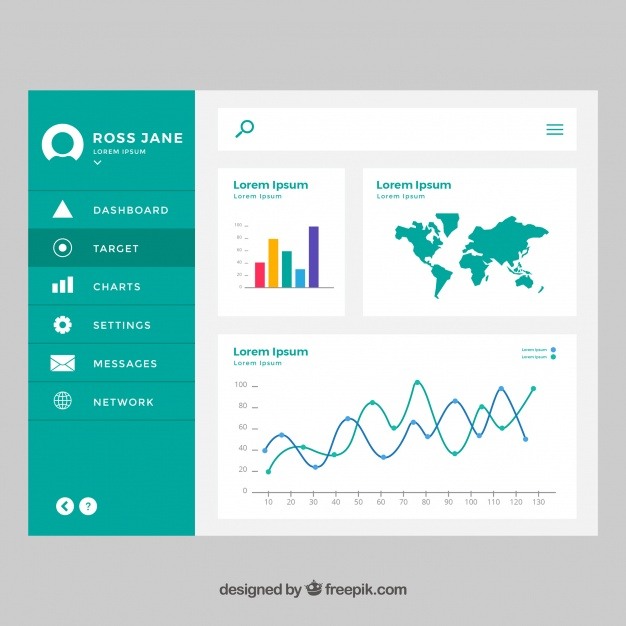 ROSS JANE
LOREM IPSUM
DASHBOARD
TARGET
CHARTS
SETTINGS
MESSAGES
NETWORK
?
Lorem Ipsum
Lorem Ipsum
100
80
60
40
20
0
Lorem Ipsum
Lorem Ipsum
Lorem Ipsum
Lorem Ipsum
Lorem Ipsum
100
80
60
40
20
0
10 20 30 40 50 60 70 80 90 100 110 120 130
designed by freepik.com